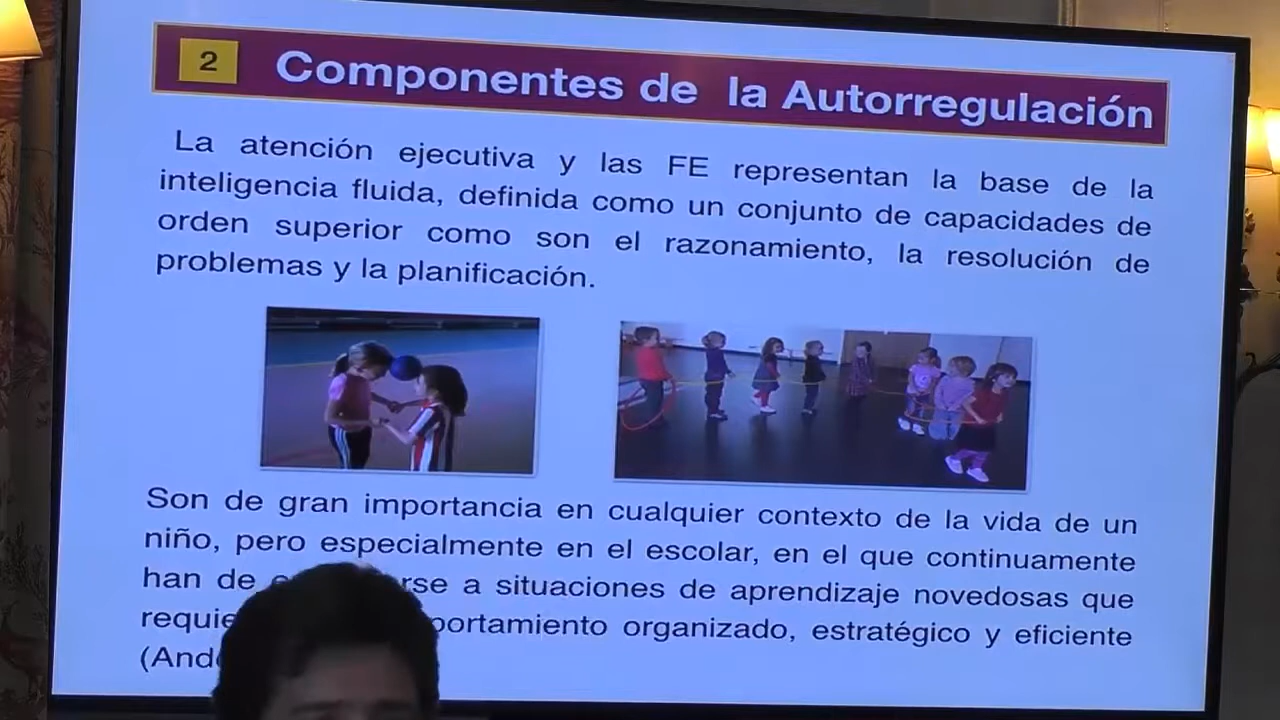 2 Componentes de la Autorregulación
La atención ejecutiva y las FE representan la base de la
inteligencia fluida, definida como un conjunto de capacidades de
orden superior como son el razonamiento, la resolución de
problemas y la planificación.
Son de gran importancia en cualquier contexto de la vida de un
niño, pero especialmente en el escolar, en el que continuamente
han de a situaciones de aprendizaje novedosas que
organizado, estratégico y eficiente